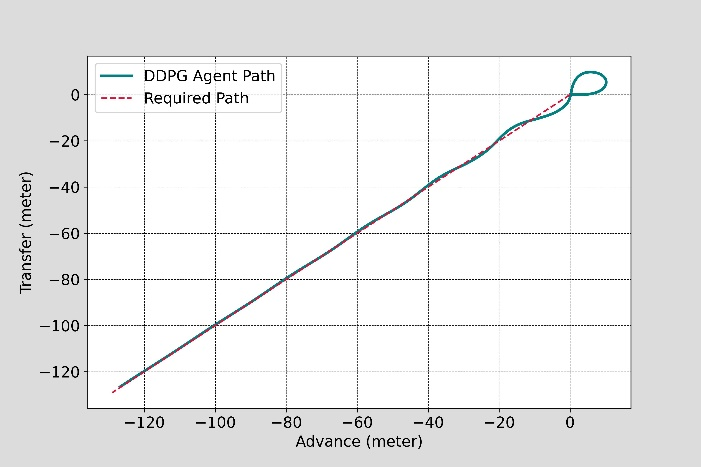 DDPG Agent Path
Required Path
0
−20
−40
−60
−80
−100
−120
Transfer (meter)
−120 −100 −80 −60 −40 −20 0
Advance (meter)